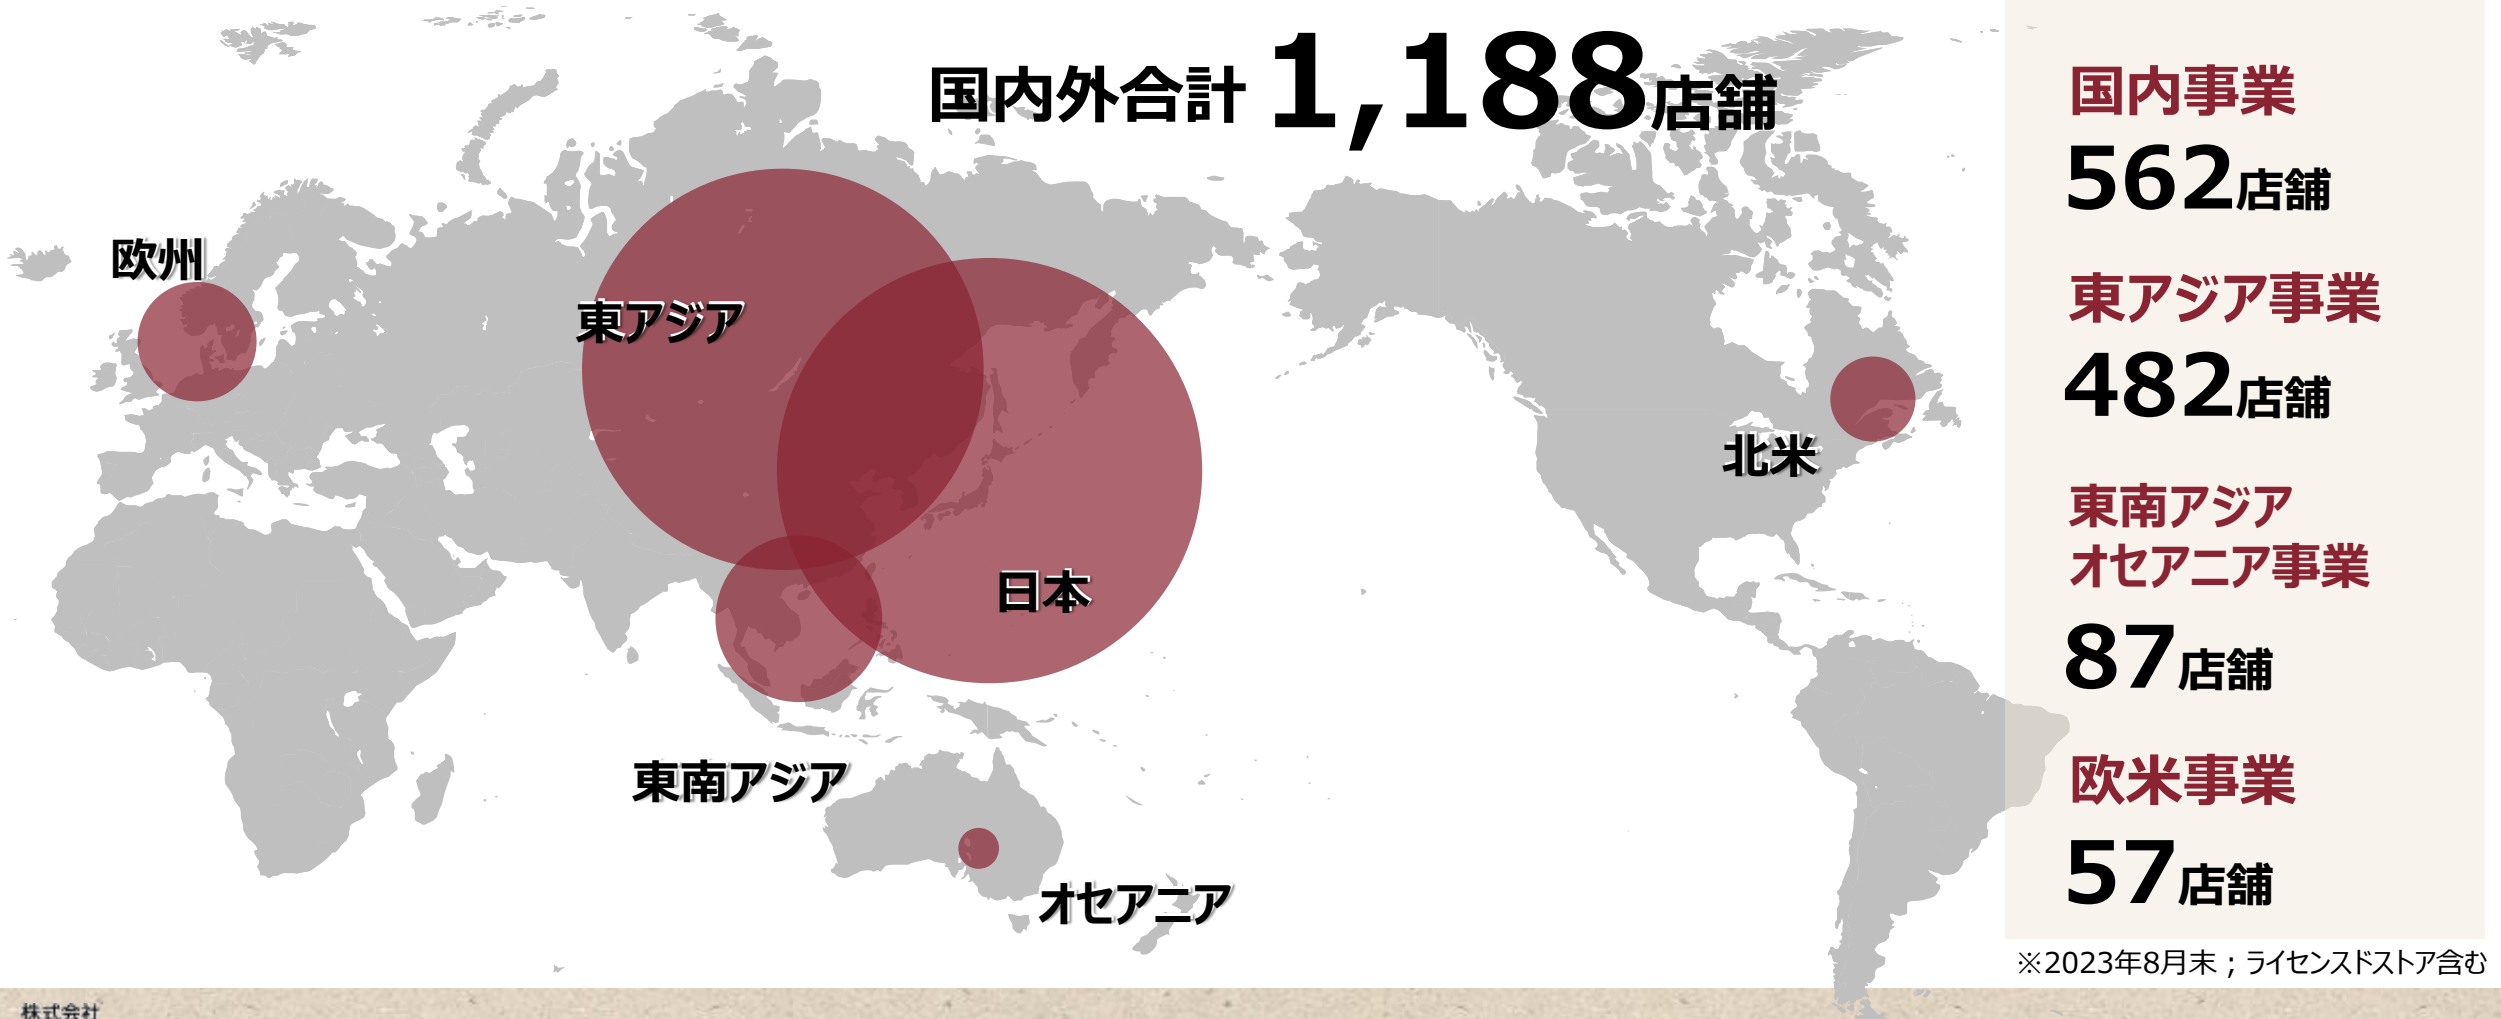 国内外合計 1,188店舗
欧州
東アジア
日本
北米
東南アジア
オセアニア
国内事業
562店舗
東アジア事業
482店舗
東南アジア
オセアニア事業
87店舗
欧米事業
57店舗
※2023年8月末；ライセンスドストア含む
株式会社